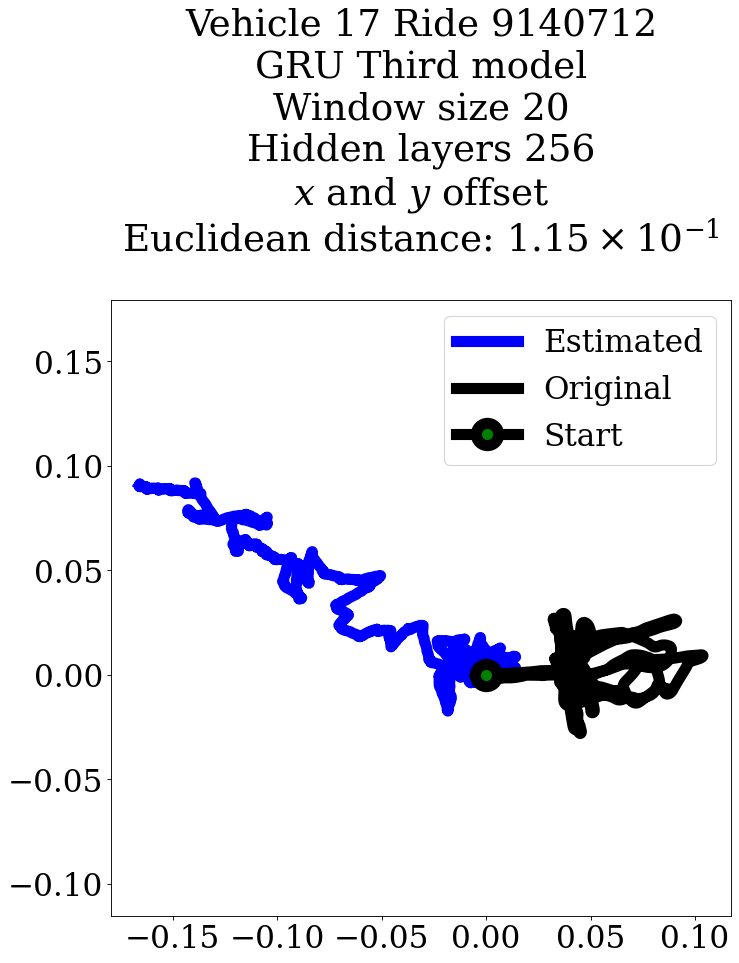 Vehicle 17 Ride 9140712
GRU Third model
Window size 20
Hidden layers 256
x and y offset
Euclidean distance: 1.15 × 10⁻¹
Estimated
Original
Start
0.15
0.10
0.05
0.00
−0.05
−0.10
−0.15 −0.10 −0.05 0.00 0.05 0.10